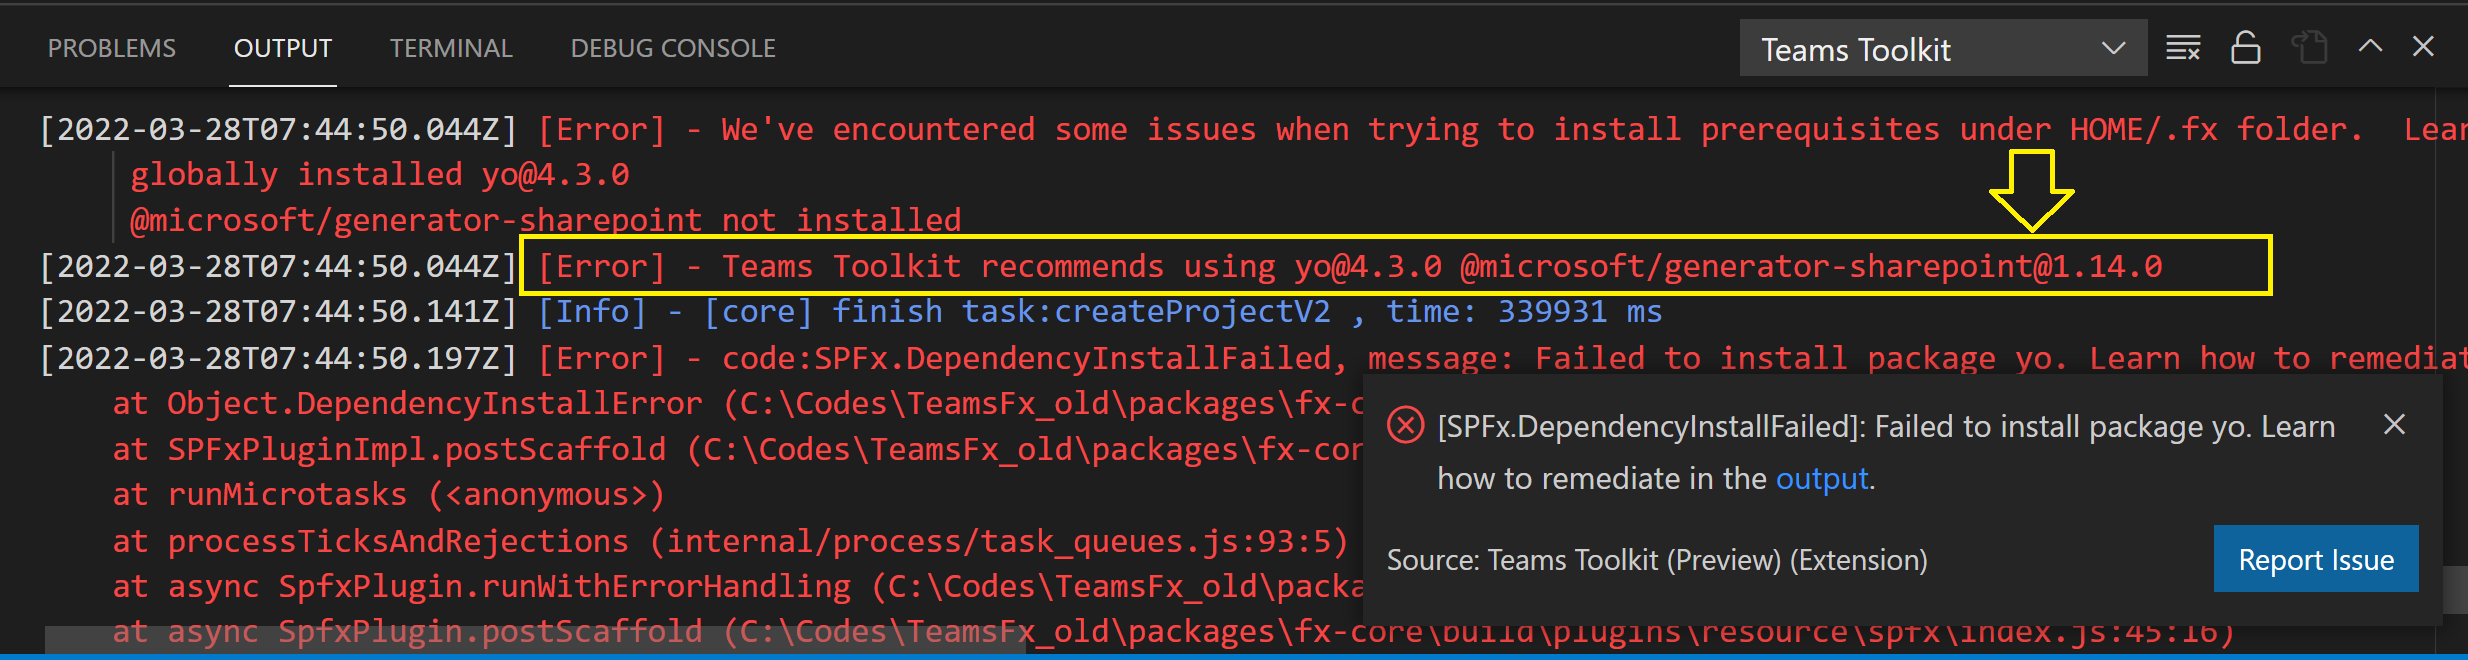 PROBLEMS OUTPUT TERMINAL DEBUG CONSOLE Teams Toolkit
[2022-03-28T07:44:50.044Z] [Error] - We've encountered some issues when trying to install prerequisites under HOME/.fx folder. Lear
globally installed yo@4.3.0
@microsoft/generator-sharepoint not installed
[2022-03-28T07:44:50.044Z] [Error] - Teams Toolkit recommends using yo@4.3.0 @microsoft/generator-sharepoint@1.14.0
[2022-03-28T07:44:50.141Z] [Info] - [core] finish task:createProjectV2 , time: 339931 ms
[2022-03-28T07:44:50.197Z] [Error] - code:SPFx.DependencyInstallFailed, message: Failed to install package yo. Learn how to remediat
at Object.DependencyInstallError (C:\Codes\TeamsFx_old\packages\fx-c
at SPFxPluginImpl.postScaffold (C:\Codes\TeamsFx_old\packages\fx-cor
at runMicrotasks (<anonymous>)
at processTicksAndRejections (internal/process/task_queues.js:93:5)
at async SpfxPlugin.runWithErrorHandling (C:\Codes\TeamsFx_old\packa
at async SpfxPlugin.postScaffold (C:\Codes\TeamsFx_old\packages\fx-core\build\plugins\resource\spfx\index.js:45:16)
[SPFx.DependencyInstallFailed]: Failed to install package yo. Learn
how to remediate in the output.
Source: Teams Toolkit (Preview) (Extension)
Report Issue